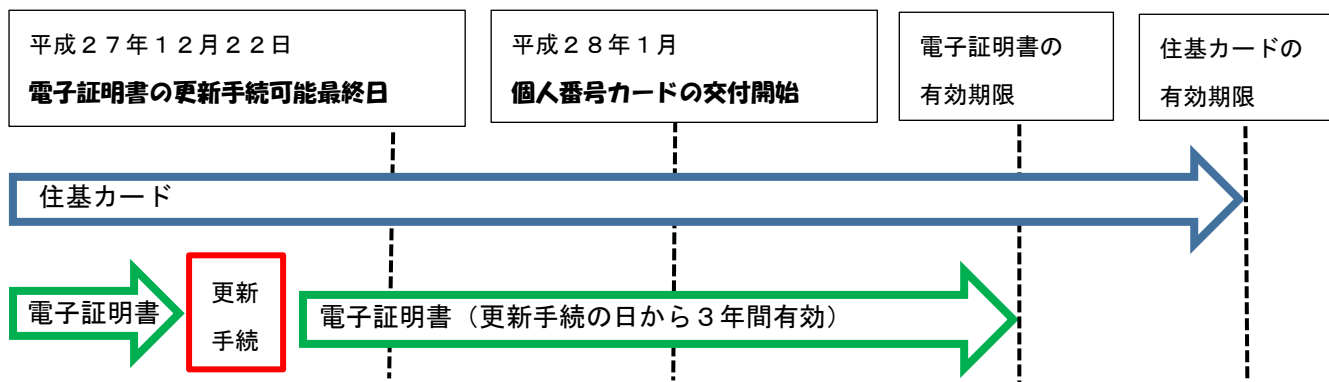 平成２７年１２月２２日
電子証明書の更新手続可能最終日
平成２８年１月
個人番号カードの交付開始
電子証明書の
有効期限
住基カードの
有効期限
住基カード
電子証明書
更新
手続
電子証明書（更新手続の日から３年間有効）